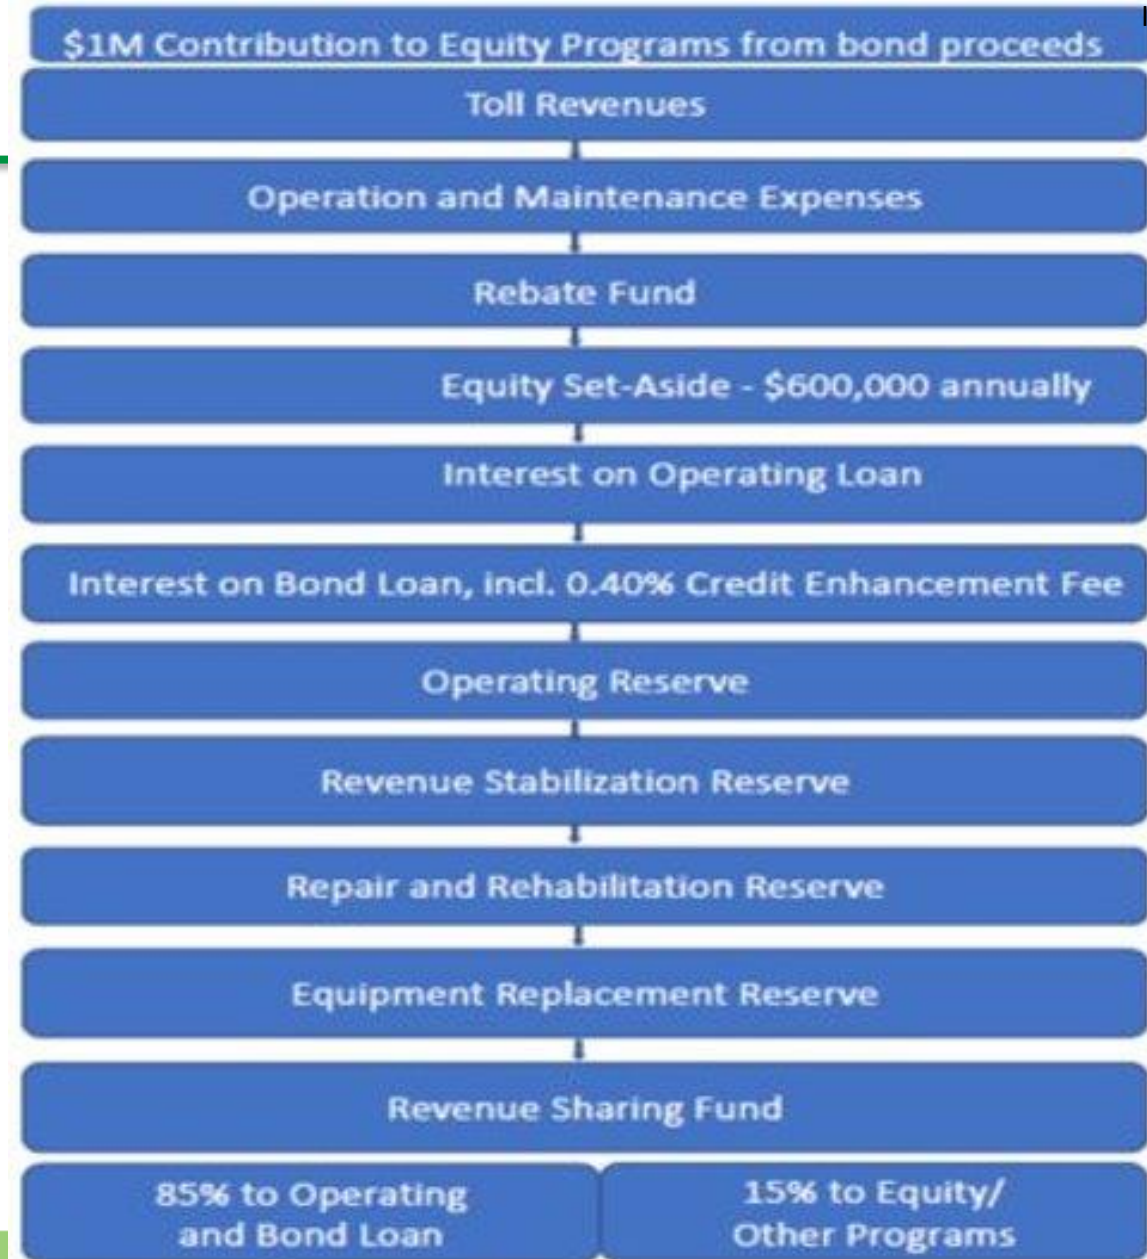 $1M Contribution to Equity Programs from bond proceeds
Toll Revenues
Operation and Maintenance Expenses
Rebate Fund
Equity Set-Aside - $600,000 annually
Interest on Operating Loan
Interest on Bond Loan, incl. 0.40% Credit Enhancement Fee
Operating Reserve
Revenue Stabilization Reserve
Repair and Rehabilitation Reserve
Equipment Replacement Reserve
Revenue Sharing Fund
85% to Operating
and Bond Loan
15% to Equity/
Other Programs